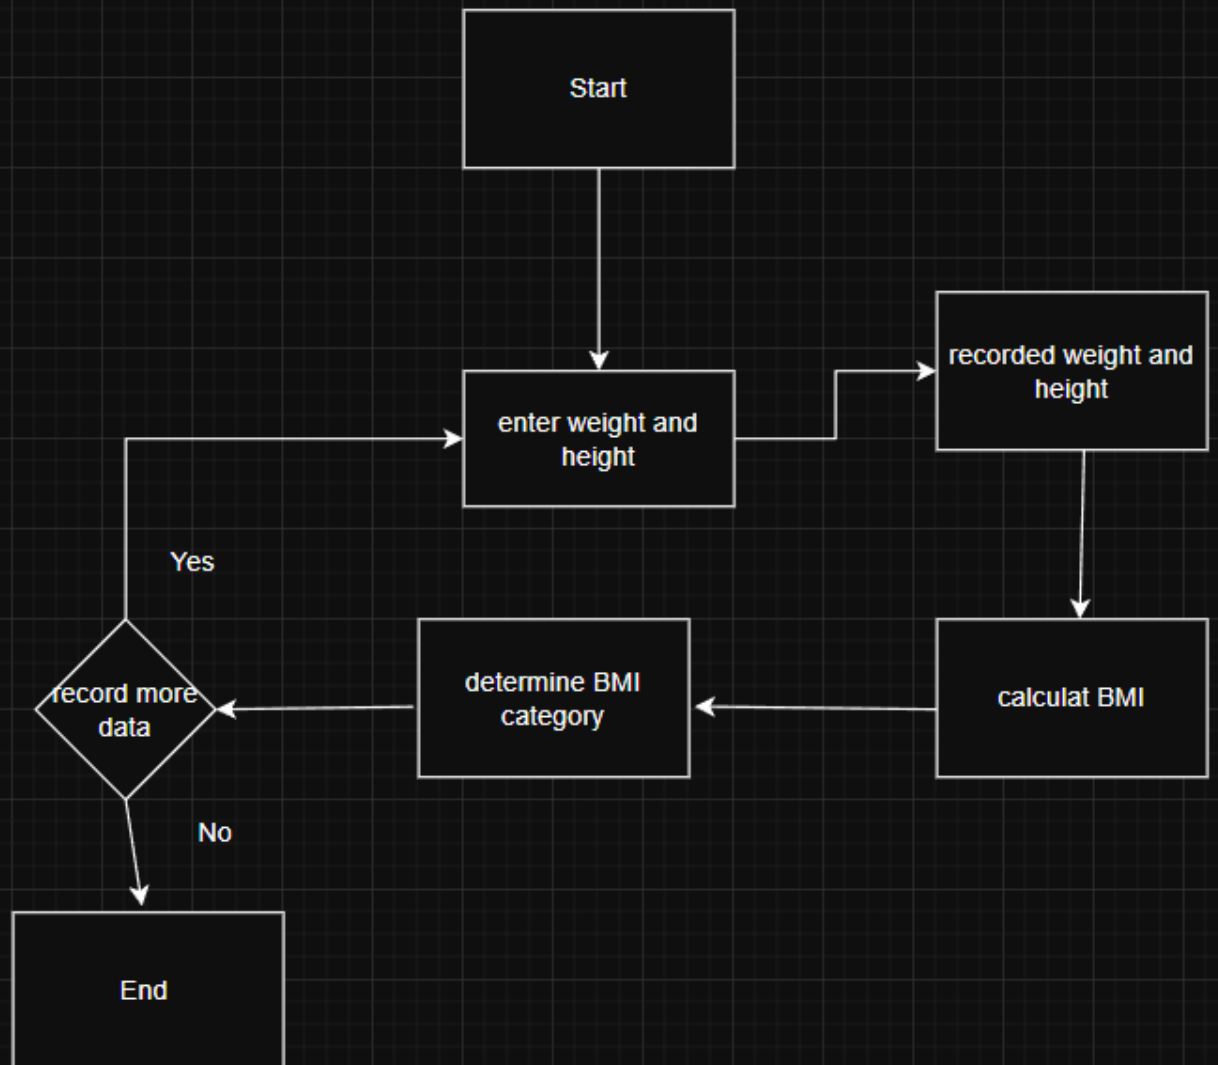 Start
enter weight and
height
recorded weight and
height
calculat BMI
determine BMI
category
record more
data
Yes
No
End